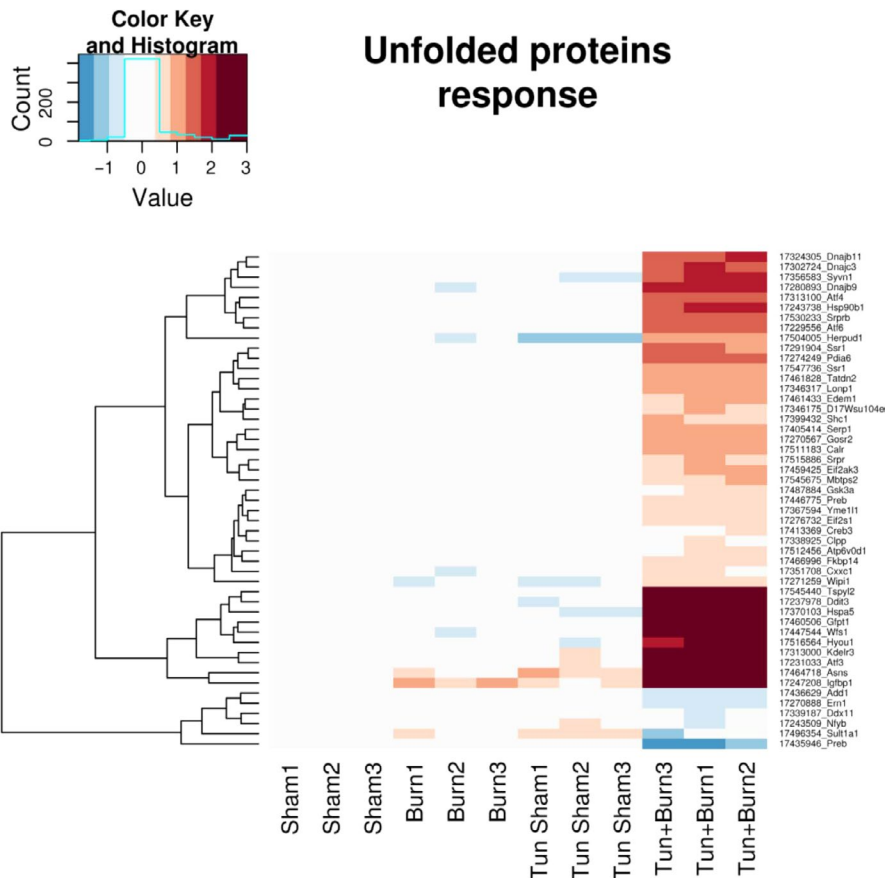 Color Key
and Histogram
Unfolded proteins
response
Count
0 200
−1 0 1 2 3
Value
17324305_Dnajb11
17302724_Dnajc3
17356583_Syvn1
17280893_Dnajb9
17313100_Atf4
17243738_Hsp90b1
17530233_Srprb
17229556_Atf6
17504005_Herpud1
17291904_Ssr1
17274249_Pdia6
17547736_Ssr1
17461828_Tatdn2
17346317_Lonp1
17461433_Edem1
17346175_D17Wsu104e
17399432_Shc1
17405414_Serp1
17270567_Gosr2
17511183_Calr
17515886_Srpr
17459425_Eif2ak3
17545675_Mbtps2
17487884_Gsk3a
17446775_Preb
17367594_Yme1l1
17276732_Eif2s1
17413369_Creb3
17338925_Clpp
17512456_Atp6v0d1
17466996_Fkbp14
17351708_Cxxc1
17271259_Wipi1
17545440_Tspyl2
17237978_Ddit3
17370103_Hspa5
17460506_Gfpt1
17447544_Wfs1
17516564_Hyou1
17313000_Kdelr3
17231033_Atf3
17464718_Asns
17247208_Igfbp1
17436629_Add1
17270888_Ern1
17339187_Ddx11
17243509_Nfyb
17496354_Sult1a1
17435946_Preb
Sham1
Sham2
Sham3
Burn1
Burn2
Burn3
Tun Sham1
Tun Sham2
Tun Sham3
Tun+Burn3
Tun+Burn1
Tun+Burn2